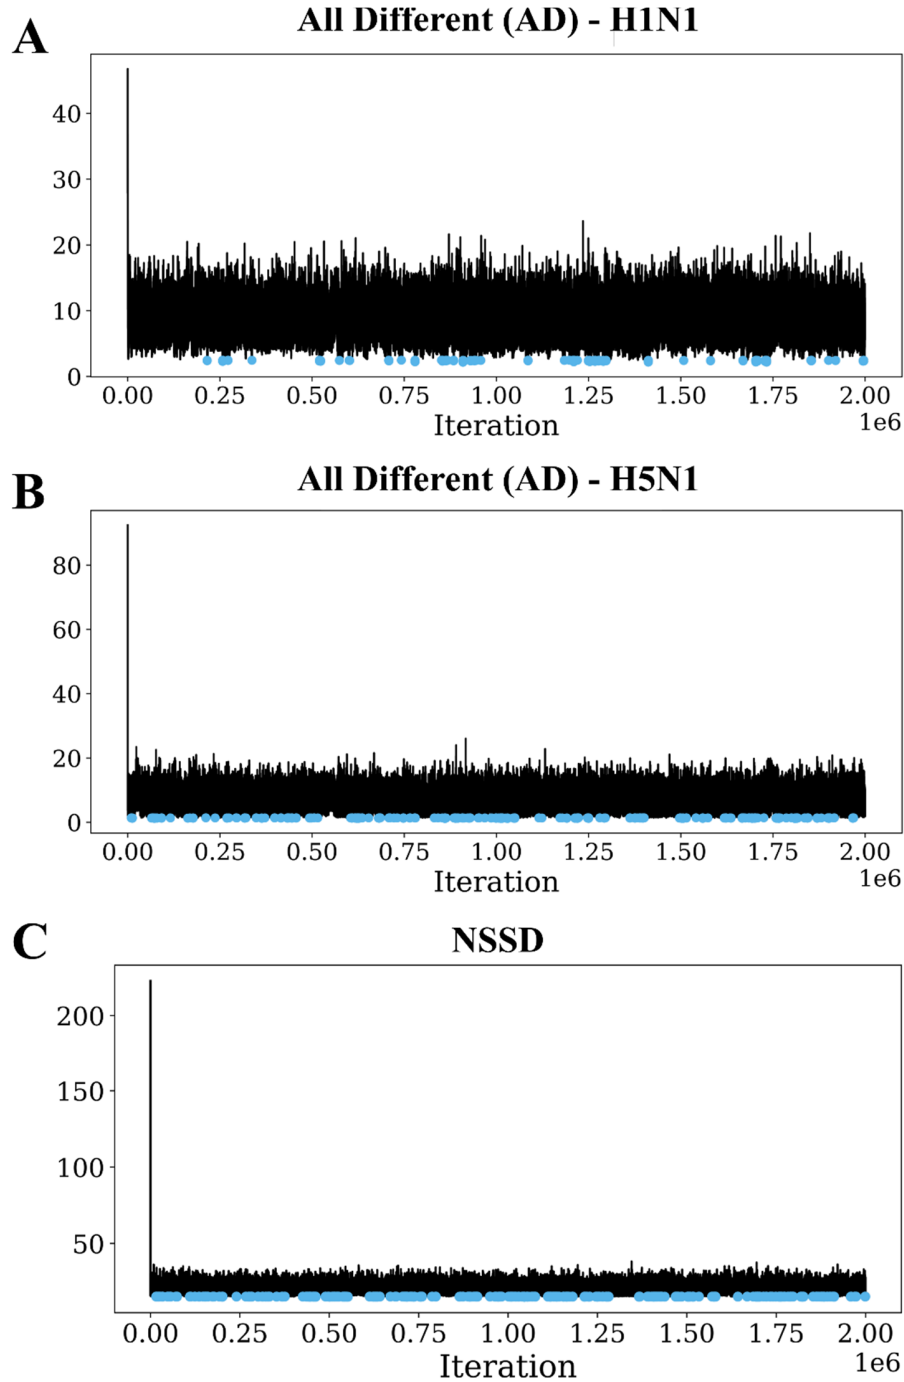 A
All Different (AD) - H1N1
40
30
20
10
0
0.00 0.25 0.50 0.75 1.00 1.25 1.50 1.75 2.00
Iteration
1e6
B
All Different (AD) - H5N1
80
60
40
20
0
0.00 0.25 0.50 0.75 1.00 1.25 1.50 1.75 2.00
Iteration
1e6
C
NSSD
200
150
100
50
0.00 0.25 0.50 0.75 1.00 1.25 1.50 1.75 2.00
Iteration
1e6